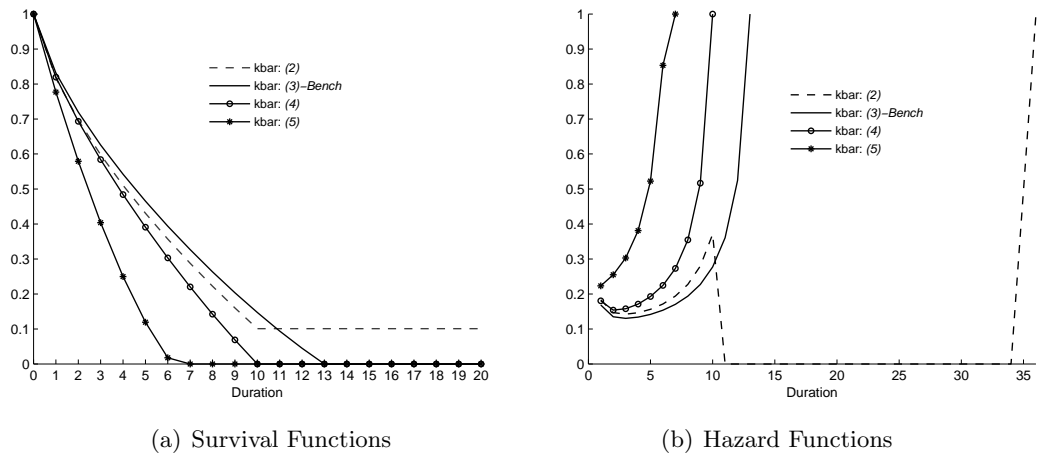 1
0.9
0.8
0.7
0.6
0.5
0.4
0.3
0.2
0.1
0
0 1 2 3 4 5 6 7 8 9 10 11 12 13 14 15 16 17 18 19 20
Duration
kbar: (2)
kbar: (3)−Bench
kbar: (4)
kbar: (5)
(a) Survival Functions
1
0.9
0.8
0.7
0.6
0.5
0.4
0.3
0.2
0.1
0
0 5 10 15 20 25 30 35
Duration
kbar: (2)
kbar: (3)−Bench
kbar: (4)
kbar: (5)
(b) Hazard Functions